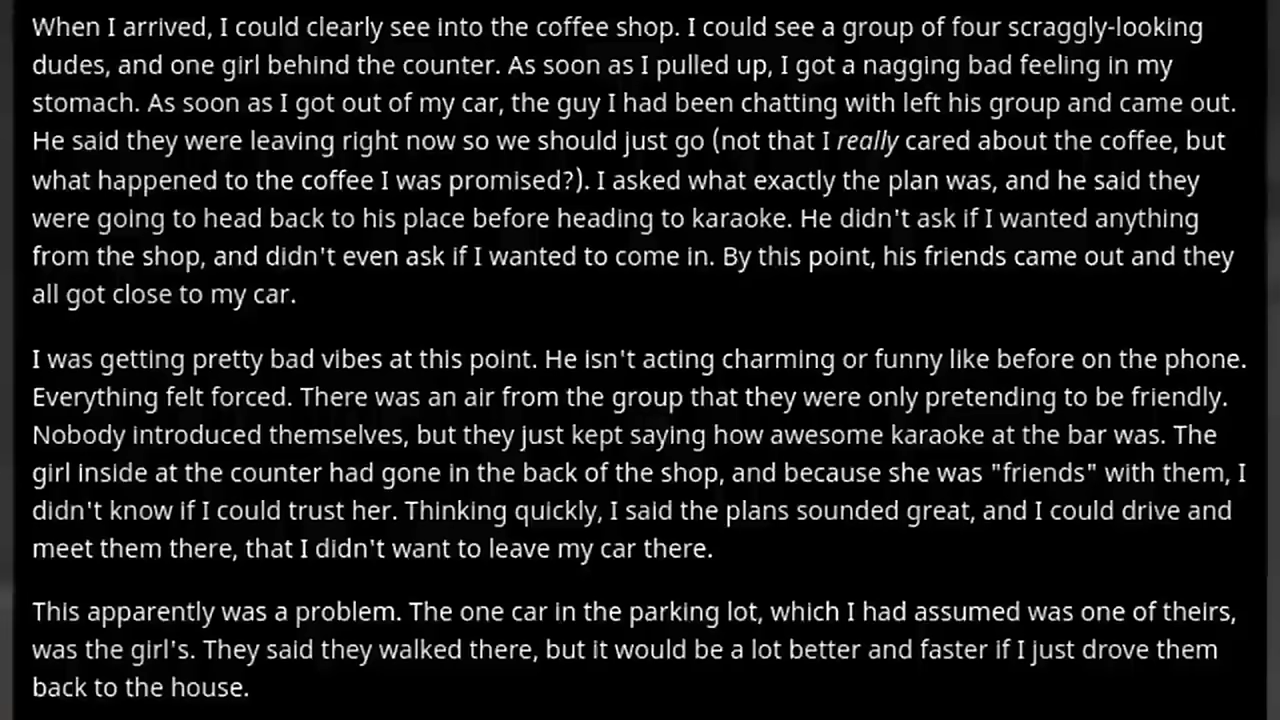 When I arrived, I could clearly see into the coffee shop. I could see a group of four scraggly-looking
dudes, and one girl behind the counter. As soon as I pulled up, I got a nagging bad feeling in my
stomach. As soon as I got out of my car, the guy I had been chatting with left his group and came out.
He said they were leaving right now so we should just go (not that I really cared about the coffee, but
what happened to the coffee I was promised?). I asked what exactly the plan was, and he said they
were going to head back to his place before heading to karaoke. He didn't ask if I wanted anything
from the shop, and didn't even ask if I wanted to come in. By this point, his friends came out and they
all got close to my car.
I was getting pretty bad vibes at this point. He isn't acting charming or funny like before on the phone.
Everything felt forced. There was an air from the group that they were only pretending to be friendly.
Nobody introduced themselves, but they just kept saying how awesome karaoke at the bar was. The
girl inside at the counter had gone in the back of the shop, and because she was "friends" with them, I
didn't know if I could trust her. Thinking quickly, I said the plans sounded great, and I could drive and
meet them there, that I didn't want to leave my car there.
This apparently was a problem. The one car in the parking lot, which I had assumed was one of theirs,
was the girl's. They said they walked there, but it would be a lot better and faster if I just drove them
back to the house.